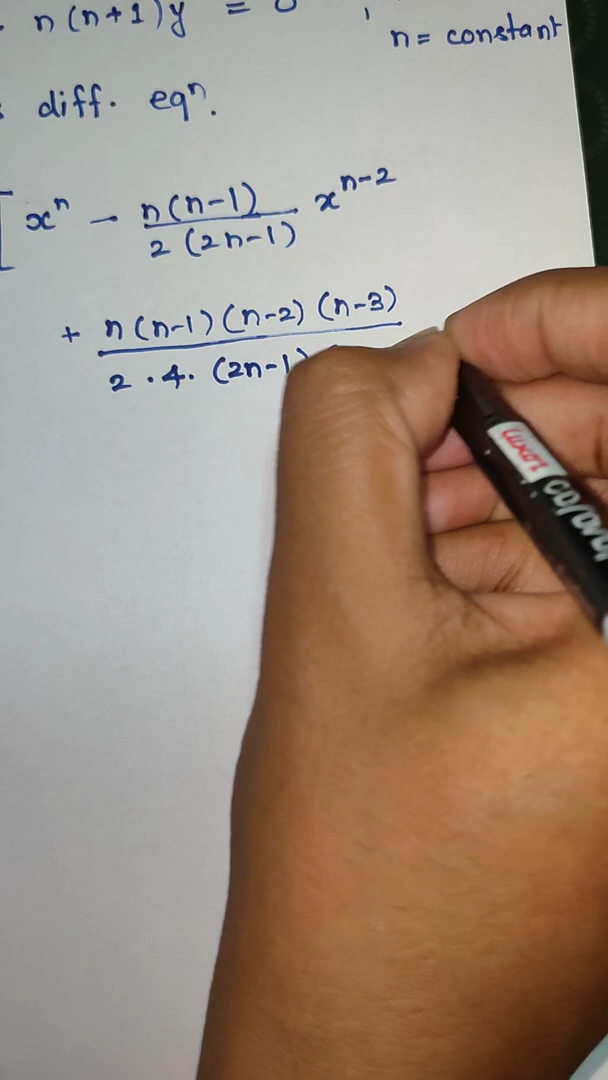 n(n+1)y = 0
n = constant
diff. eqⁿ.
[ xⁿ - n(n-1) / 2(2n-1) xⁿ⁻²
+ n(n-1)(n-2)(n-3) / 2·4·(2n-1)
Luxor